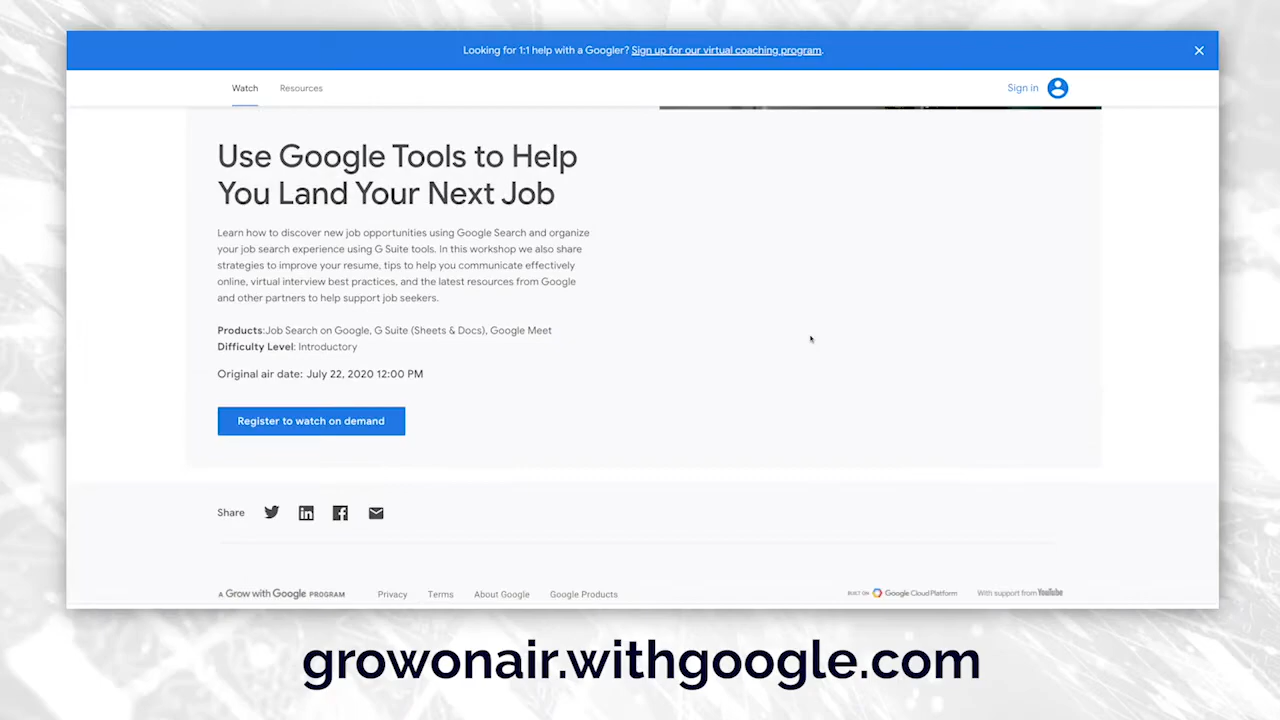 Looking for 1:1 help with a Googler? Sign up for our virtual coaching program.
Watch Resources Sign in
Use Google Tools to Help
You Land Your Next Job
Learn how to discover new job opportunities using Google Search and organize
your job search experience using G Suite tools. In this workshop we also share
strategies to improve your resume, tips to help you communicate effectively
online, virtual interview best practices, and the latest resources from Google
and other partners to help support job seekers.
Products:Job Search on Google, G Suite (Sheets & Docs), Google Meet
Difficulty Level: Introductory
Original air date: July 22, 2020 12:00 PM
Register to watch on demand
Share
A Grow with Google PROGRAM Privacy Terms About Google Google Products BUILT ON Google Cloud Platform With support from YouTube
growonair.withgoogle.com